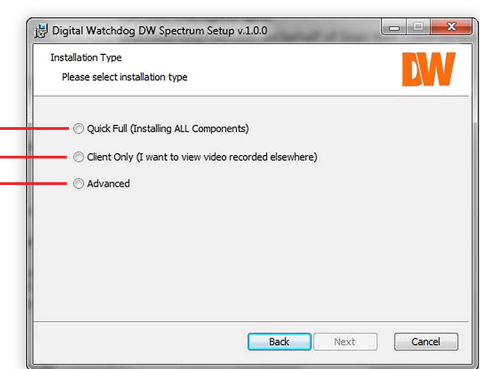 Digital Watchdog DW Spectrum Setup v.1.0.0
Installation Type
Please select installation type
DW
Quick Full (Installing ALL Components)
Client Only (I want to view video recorded elsewhere)
Advanced
Back
Next
Cancel